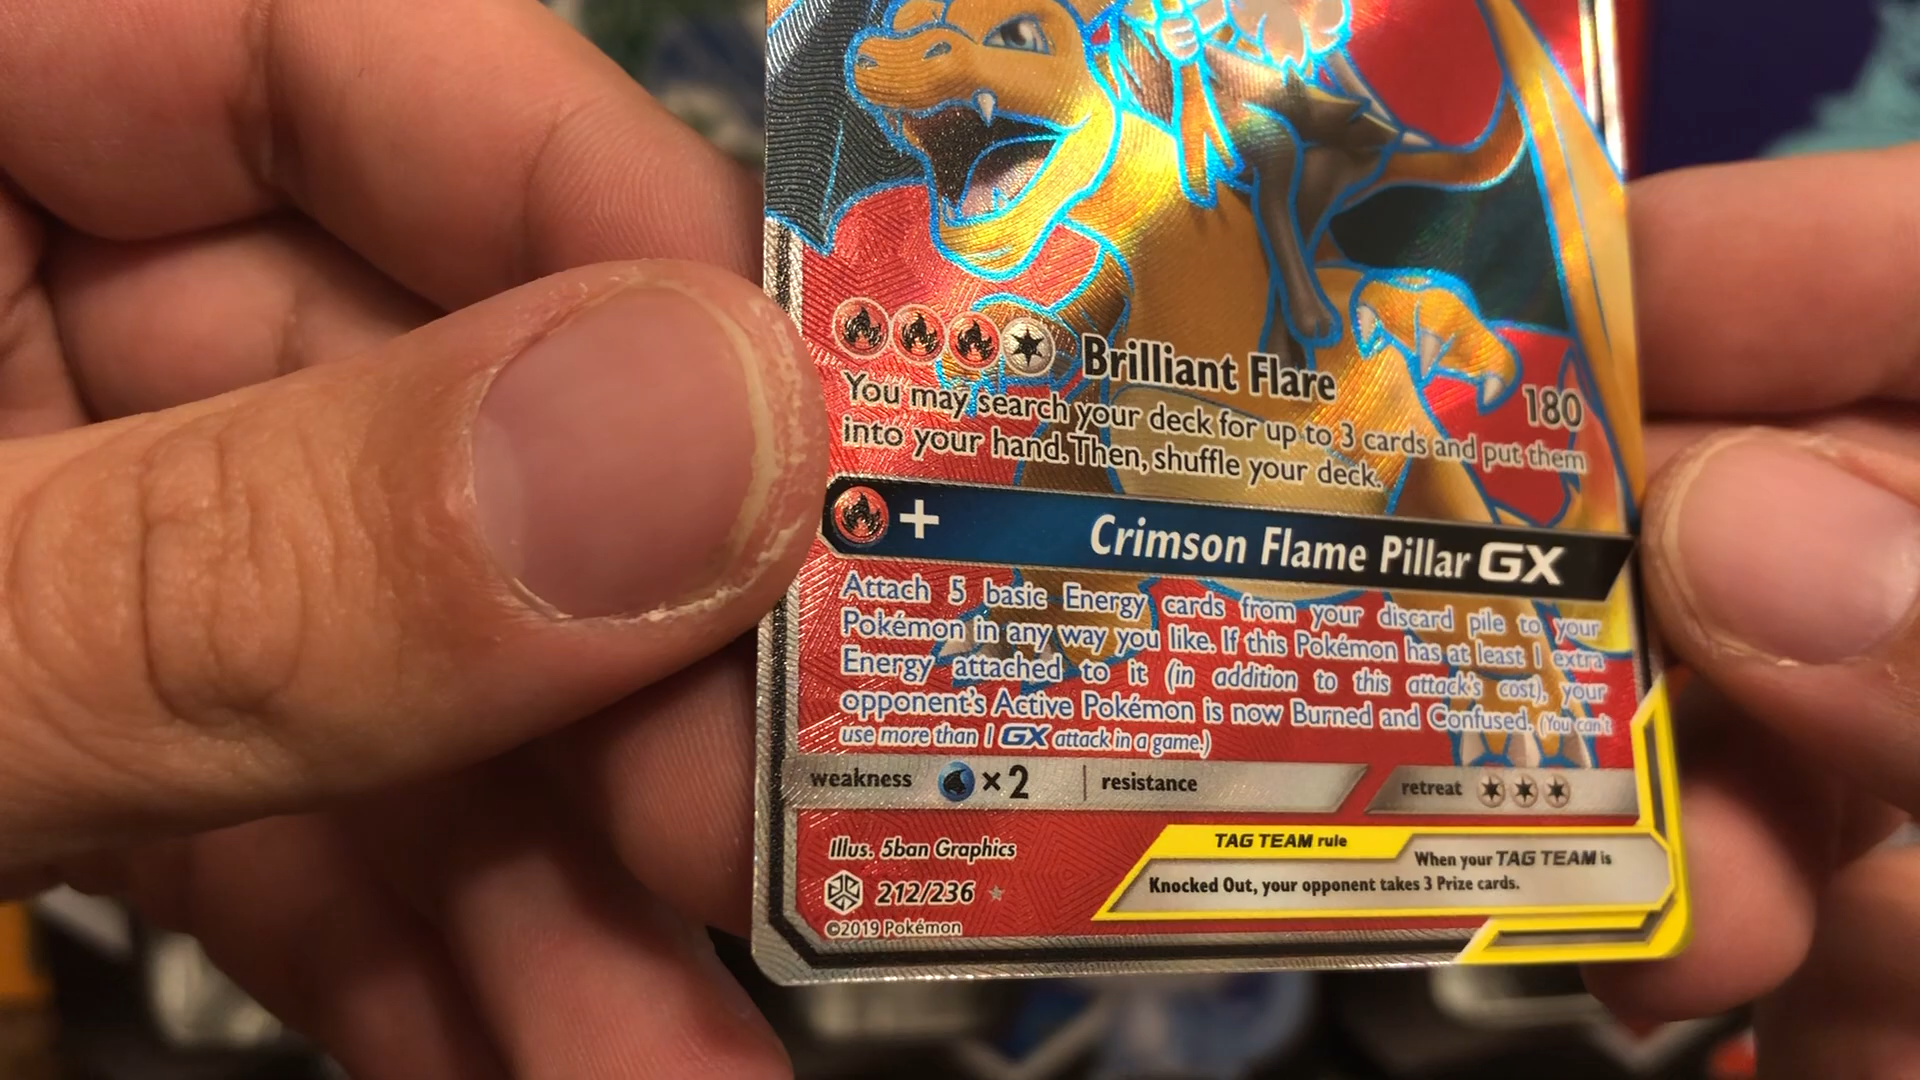 Brilliant Flare 180
You may search your deck for up to 3 cards and put them
into your hand. Then, shuffle your deck.
+ Crimson Flame Pillar GX
Attach 5 basic Energy cards from your discard pile to your
Pokémon in any way you like. If this Pokémon has at least 1 extra
Energy attached to it (in addition to this attack's cost), your
opponent's Active Pokémon is now Burned and Confused. (You can't
use more than 1 GX attack in a game.)
weakness ×2 resistance retreat
Illus. 5ban Graphics
212/236
©2019 Pokémon
TAG TEAM rule
When your TAG TEAM is
Knocked Out, your opponent takes 3 Prize cards.